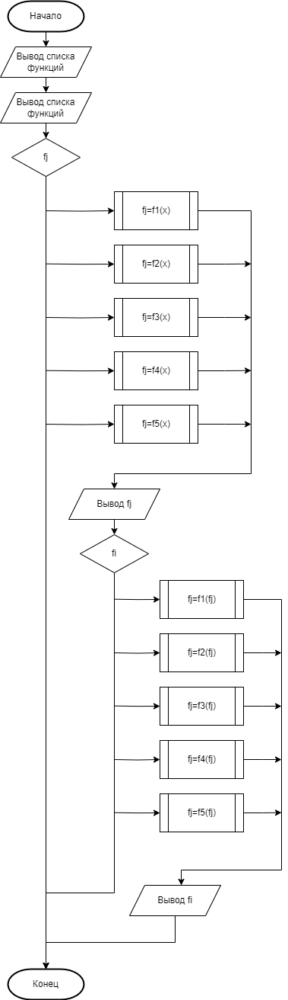 Начало
Вывод списка
функций
Вывод списка
функций
fj
fj=f1(x)
fj=f2(x)
fj=f3(x)
fj=f4(x)
fj=f5(x)
Вывод fj
fi
fj=f1(fj)
fj=f2(fj)
fj=f3(fj)
fj=f4(fj)
fj=f5(fj)
Вывод fi
Конец